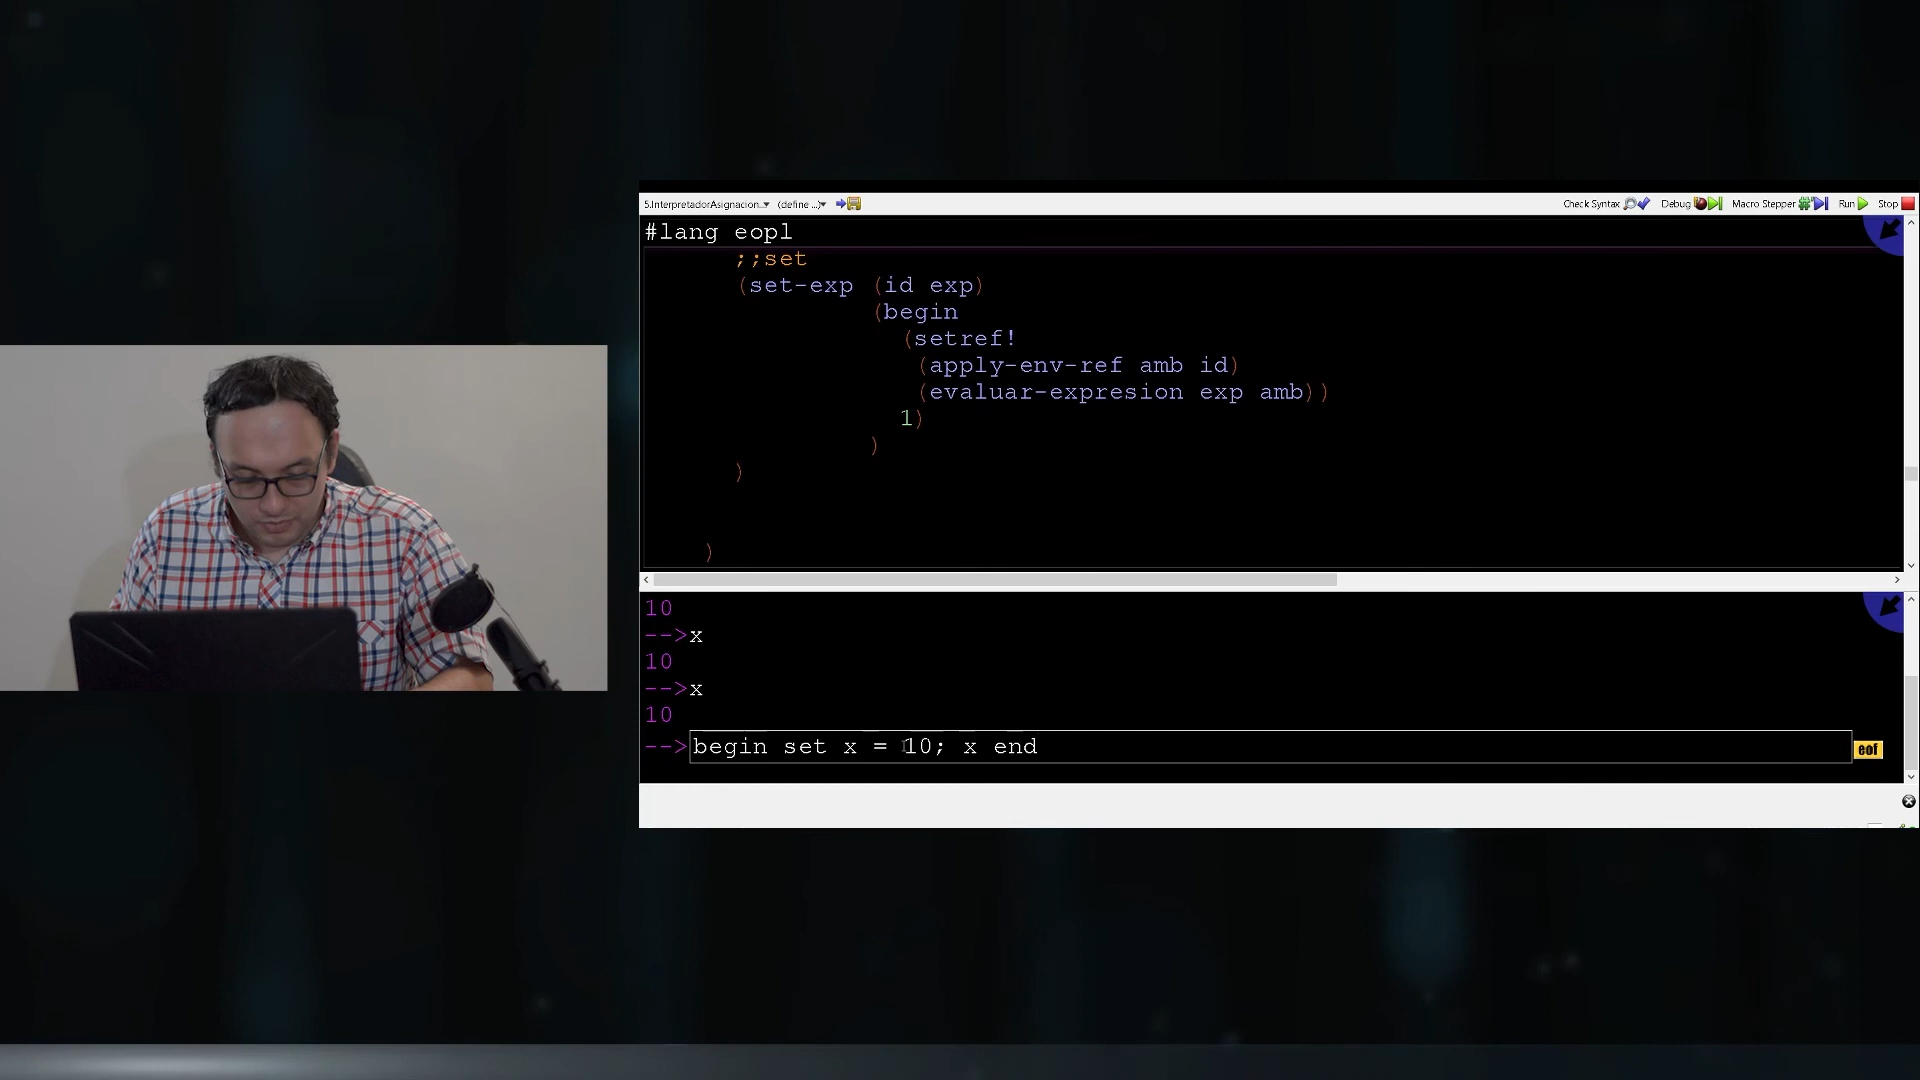 5.InterpretadorAsignacion... (define ...) Check Syntax Debug Macro Stepper Run Stop
#lang eopl
;;set
(set-exp (id exp)
(begin
(setref!
(apply-env-ref amb id)
(evaluar-expresion exp amb))
1)
)
)
)
10
-->x
10
-->x
10
-->begin set x = 10; x end
eof